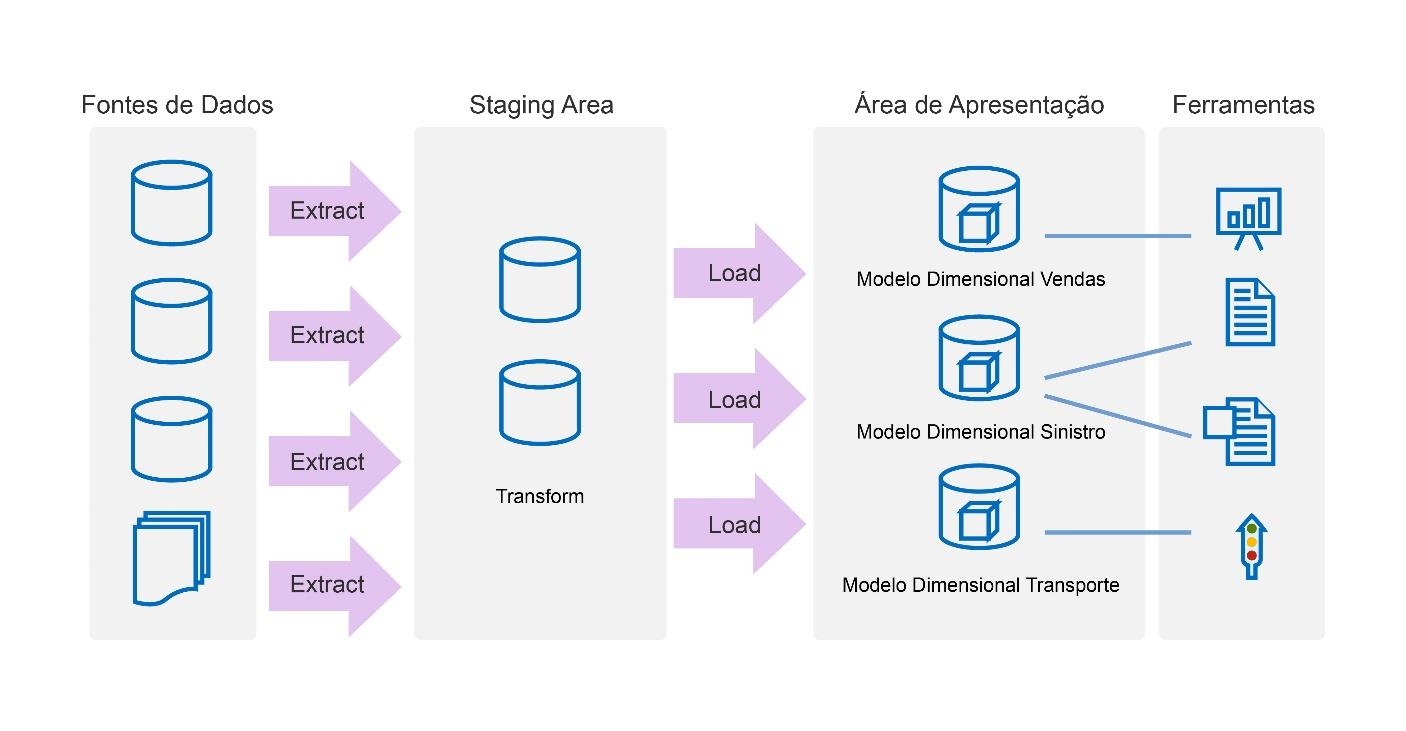 Fontes de Dados
Staging Area
Área de Apresentação
Ferramentas
Extract
Extract
Extract
Extract
Transform
Load
Load
Load
Modelo Dimensional Vendas
Modelo Dimensional Sinistro
Modelo Dimensional Transporte